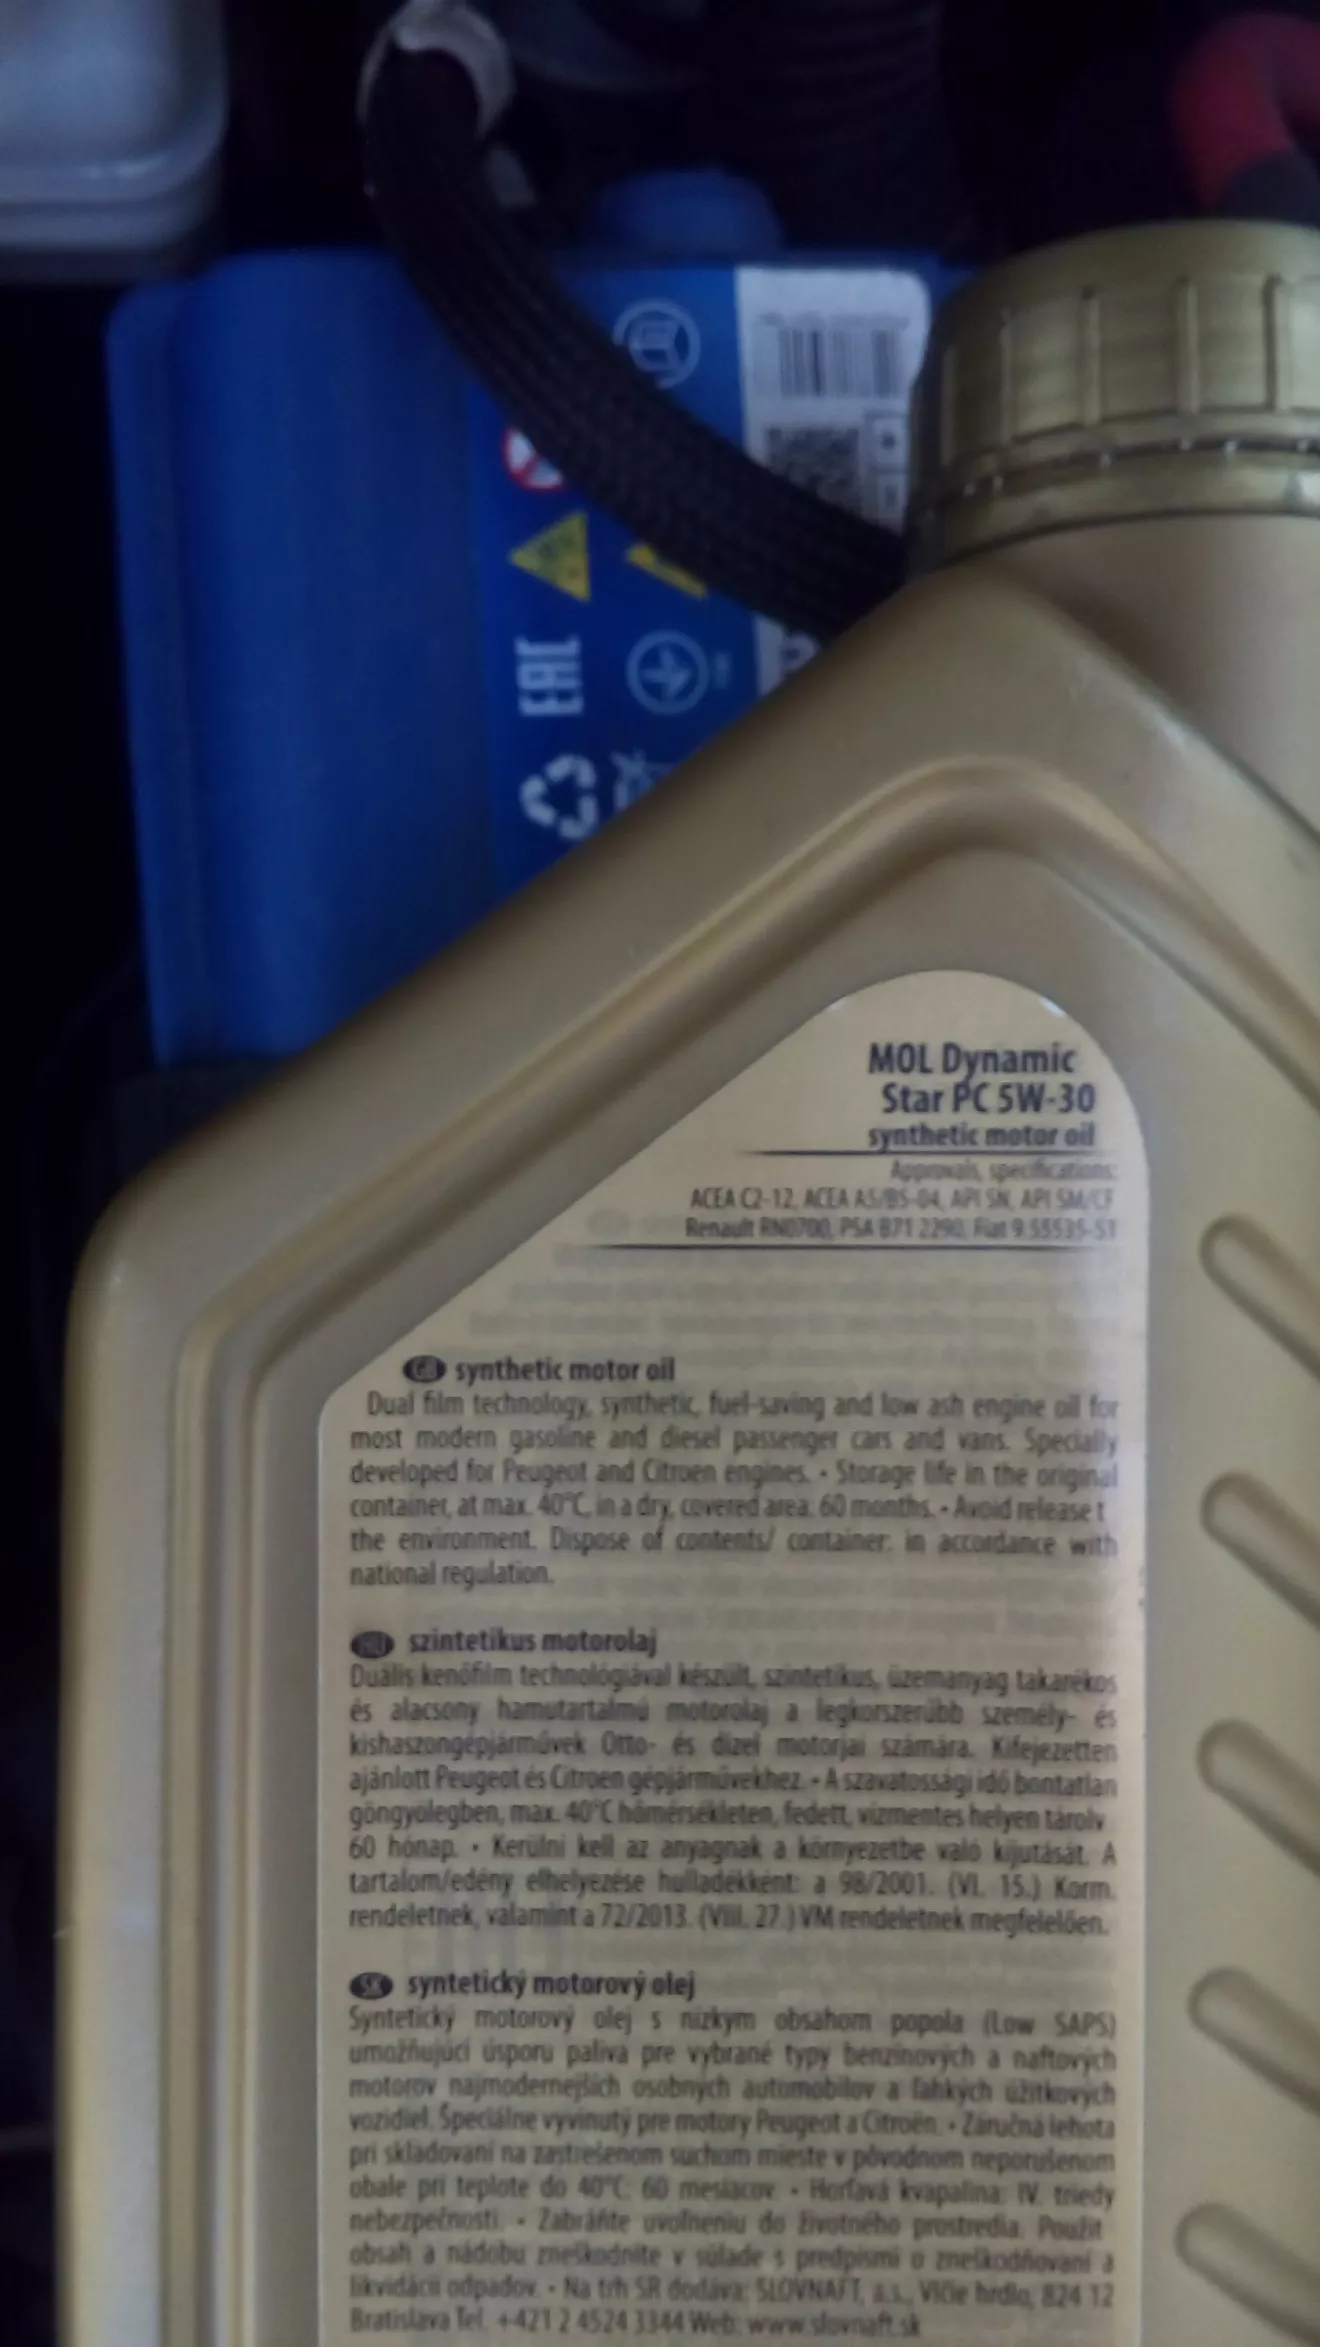 EAC
MOL Dynamic
Star PC 5W-30
synthetic motor oil
Approvals, specifications:
ACEA C2-12, ACEA A5/B5-04, API SN, API SM/CF
Renault RN0700, PSA B71 2290, Fiat 9.55535-S1
GB synthetic motor oil
Dual film technology, synthetic, fuel-saving and low ash engine oil for
most modern gasoline and diesel passenger cars and vans. Specially
developed for Peugeot and Citroen engines. • Storage life in the original
container, at max. 40°C, in a dry, covered area: 60 months. • Avoid release t
the environment. Dispose of contents/ container: in accordance with
national regulation.
HU szintetikus motorolaj
Duális kenőfilm technológiával készült, szintetikus, üzemanyag takarékos
és alacsony hamutartalmú motorolaj a legkorszerűbb személy- és
kishaszongépjárművek Otto- és dízel motorjai számára. Kifejezetten
ajánlott Peugeot és Citroen gépjárművekhez. • A szavatossági idő bontatlan
göngyölegben, max. 40°C hőmérsékleten, fedett, vízmentes helyen tárolv
60 hónap. • Kerülni kell az anyagnak a környezetbe való kijutását. A
tartalom/edény elhelyezése hulladékként: a 98/2001. (VI. 15.) Korm.
rendeletnek, valamint a 72/2013. (VIII. 27.) VM rendeletnek megfelelően.
SK syntetický motorový olej
Syntetický motorový olej s nízkym obsahom popola (Low SAPS)
umožňujúci úsporu paliva pre vybrané typy benzínových a naftových
motorov najmodernejších osobných automobilov a ľahkých úžitkových
vozidiel. Špeciálne vyvinutý pre motory Peugeot a Citroën. • Záručná lehota
pri skladovaní na zastrešenom suchom mieste v pôvodnom neporušenom
obale pri teplote do 40°C: 60 mesiacov • Horľavá kvapalina: IV. triedy
nebezpečnosti. • Zabráňte uvoľneniu do životného prostredia. Použit
obsah a nádobu zneškodnite v súlade s predpismi o zneškodňovaní a
likvidácii odpadov. • Na trh SR dodáva: SLOVNAFT, a.s., Vlčie hrdlo, 824 12
Bratislava Tel. +421 2 4524 3344 Web: www.slovnaft.sk